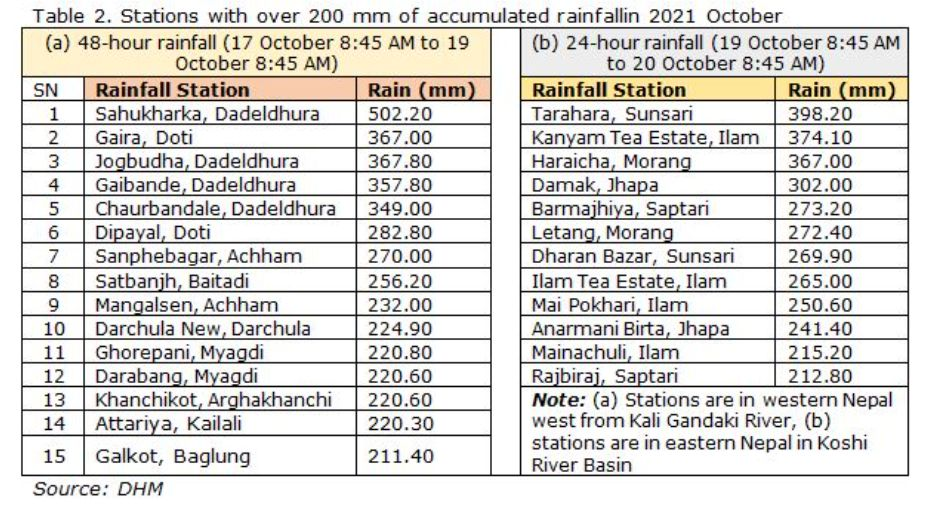 Table 2. Stations with over 200 mm of accumulated rainfallin 2021 October
(a) 48-hour rainfall (17 October 8:45 AM to 19
October 8:45 AM)
(b) 24-hour rainfall (19 October 8:45 AM
to 20 October 8:45 AM)
SN Rainfall Station Rain (mm) Rainfall Station Rain (mm)
1 Sahukharka, Dadeldhura 502.20 Tarahara, Sunsari 398.20
2 Gaira, Doti 367.00 Kanyam Tea Estate, Ilam 374.10
3 Jogbudha, Dadeldhura 367.80 Haraicha, Morang 367.00
4 Gaibande, Dadeldhura 357.80 Damak, Jhapa 302.00
5 Chaurbandale, Dadeldhura 349.00 Barmajhiya, Saptari 273.20
6 Dipayal, Doti 282.80 Letang, Morang 272.40
7 Sanphebagar, Achham 270.00 Dharan Bazar, Sunsari 269.90
8 Satbanjh, Baitadi 256.20 Ilam Tea Estate, Ilam 265.00
9 Mangalsen, Achham 232.00 Mai Pokhari, Ilam 250.60
10 Darchula New, Darchula 224.90 Anarmani Birta, Jhapa 241.40
11 Ghorepani, Myagdi 220.80 Mainachuli, Ilam 215.20
12 Darabang, Myagdi 220.60 Rajbiraj, Saptari 212.80
13 Khanchikot, Arghakhanchi 220.60
14 Attariya, Kailali 220.30
15 Galkot, Baglung 211.40
Note: (a) Stations are in western Nepal
west from Kali Gandaki River, (b)
stations are in eastern Nepal in Koshi
River Basin
Source: DHM